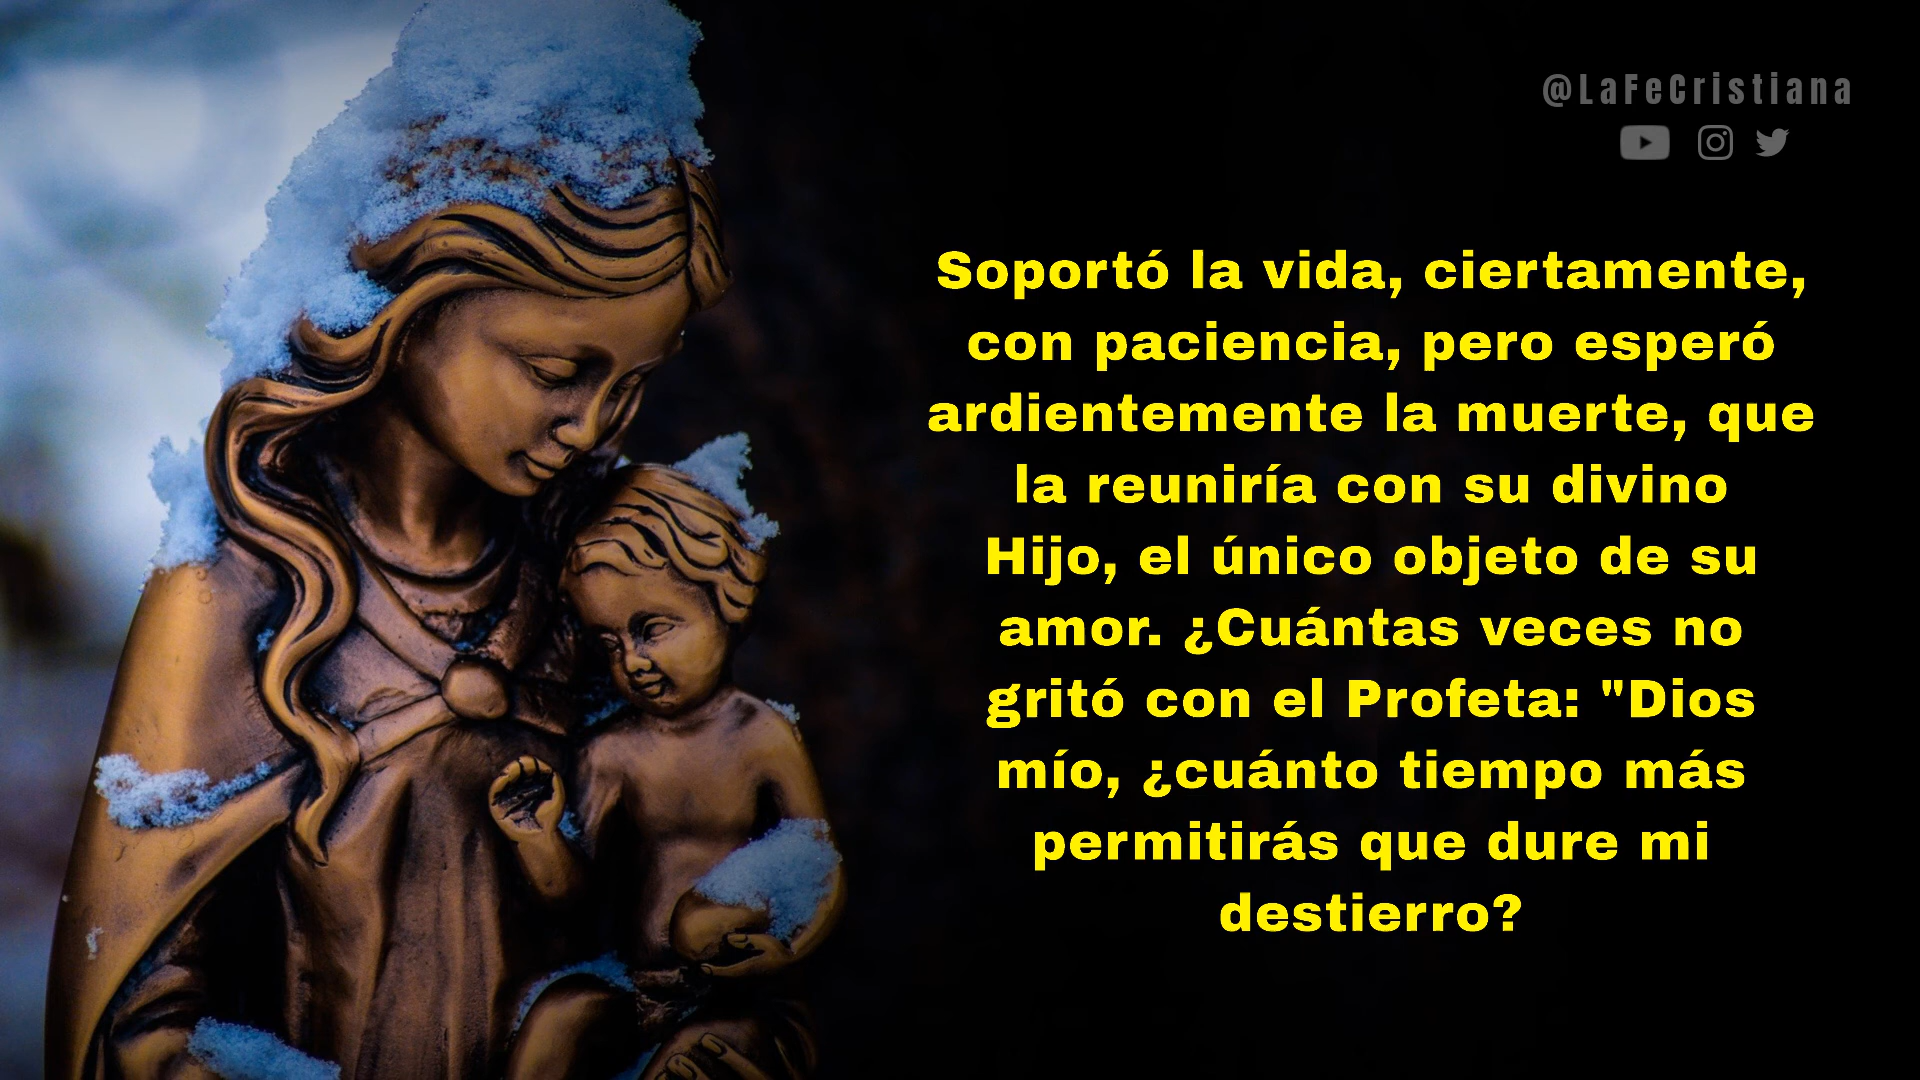 @LaFeCristiana
Soportó la vida, ciertamente,
con paciencia, pero esperó
ardientemente la muerte, que
la reuniría con su divino
Hijo, el único objeto de su
amor. ¿Cuántas veces no
gritó con el Profeta: "Dios
mío, ¿cuánto tiempo más
permitirás que dure mi
destierro?